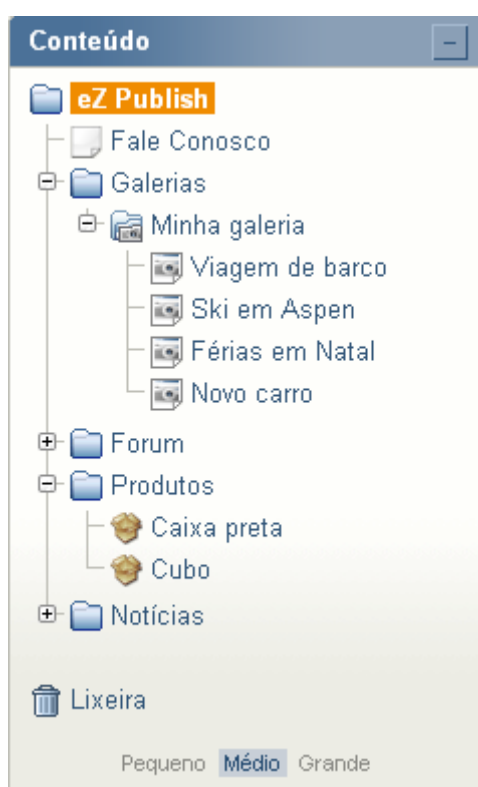 Conteúdo
eZ Publish
Fale Conosco
Galerias
Minha galeria
Viagem de barco
Ski em Aspen
Férias em Natal
Novo carro
Forum
Produtos
Caixa preta
Cubo
Notícias
Lixeira
Pequeno Médio Grande